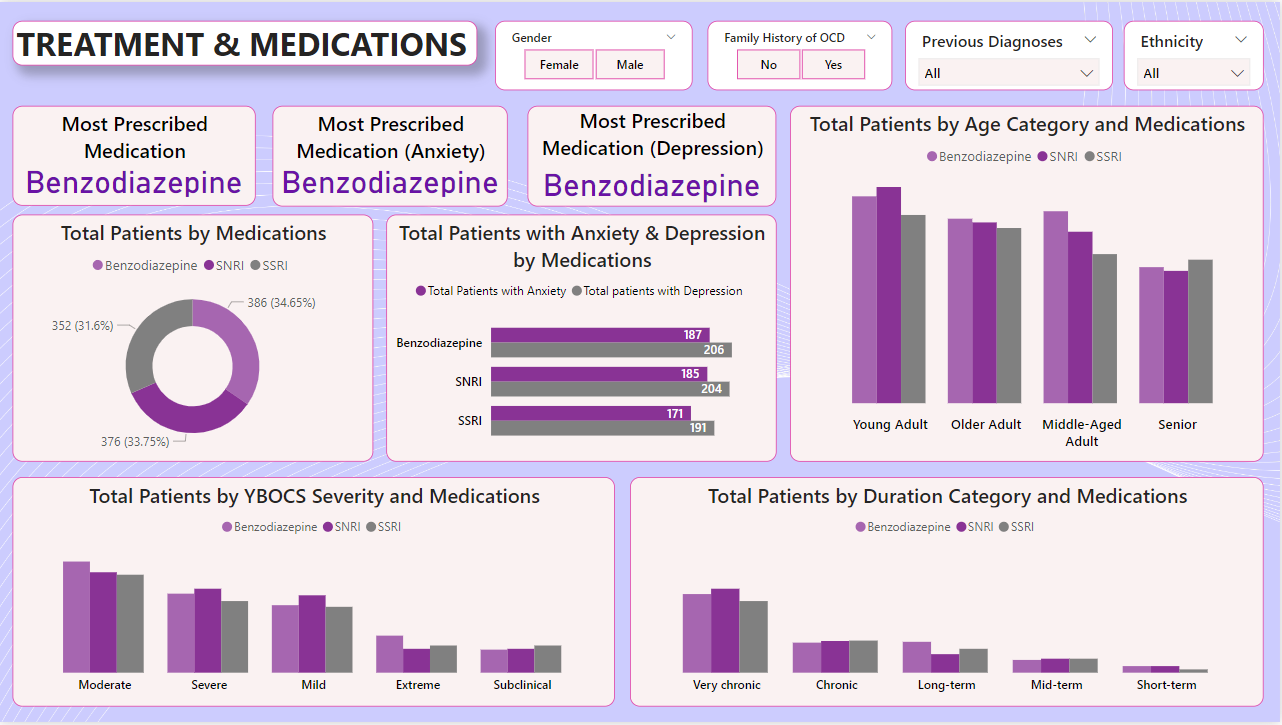 TREATMENT & MEDICATIONS
Gender
Female Male
Family History of OCD
No Yes
Previous Diagnoses
All
Ethnicity
All
Most Prescribed
Medication
Benzodiazepine
Most Prescribed
Medication (Anxiety)
Benzodiazepine
Most Prescribed
Medication (Depression)
Benzodiazepine
Total Patients by Age Category and Medications
Benzodiazepine SNRI SSRI
Young Adult Older Adult Middle-Aged Senior
Adult
Total Patients by Medications
Benzodiazepine SNRI SSRI
386 (34.65%)
352 (31.6%)
376 (33.75%)
Total Patients with Anxiety & Depression
by Medications
Total Patients with Anxiety Total patients with Depression
Benzodiazepine 187
206
SNRI 185
204
SSRI 171
191
Total Patients by YBOCS Severity and Medications
Benzodiazepine SNRI SSRI
Moderate Severe Mild Extreme Subclinical
Total Patients by Duration Category and Medications
Benzodiazepine SNRI SSRI
Very chronic Chronic Long-term Mid-term Short-term